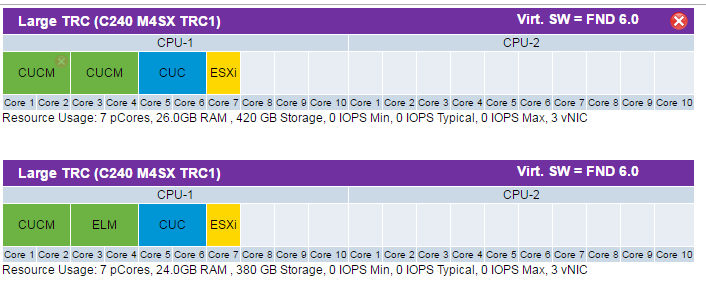 Large TRC (C240 M4SX TRC1) Virt. SW = FND 6.0
CPU-1 CPU-2
CUCM CUCM CUC ESXi
Core 1 Core 2 Core 3 Core 4 Core 5 Core 6 Core 7 Core 8 Core 9 Core 10 Core 1 Core 2 Core 3 Core 4 Core 5 Core 6 Core 7 Core 8 Core 9 Core 10
Resource Usage: 7 pCores, 26.0GB RAM , 420 GB Storage, 0 IOPS Min, 0 IOPS Typical, 0 IOPS Max, 3 vNIC
Large TRC (C240 M4SX TRC1) Virt. SW = FND 6.0
CPU-1 CPU-2
CUCM ELM CUC ESXi
Core 1 Core 2 Core 3 Core 4 Core 5 Core 6 Core 7 Core 8 Core 9 Core 10 Core 1 Core 2 Core 3 Core 4 Core 5 Core 6 Core 7 Core 8 Core 9 Core 10
Resource Usage: 7 pCores, 24.0GB RAM , 380 GB Storage, 0 IOPS Min, 0 IOPS Typical, 0 IOPS Max, 3 vNIC